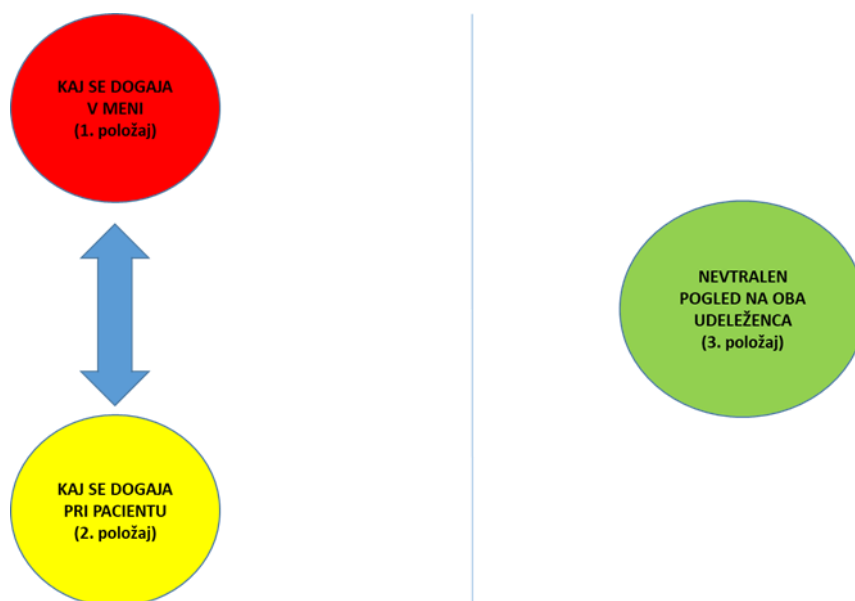 KAJ SE DOGAJA
V MENI
(1. položaj)
NEVTRALEN
POGLED NA OBA
UDELEŽENCA
(3. položaj)
KAJ SE DOGAJA
PRI PACIENTU
(2. položaj)